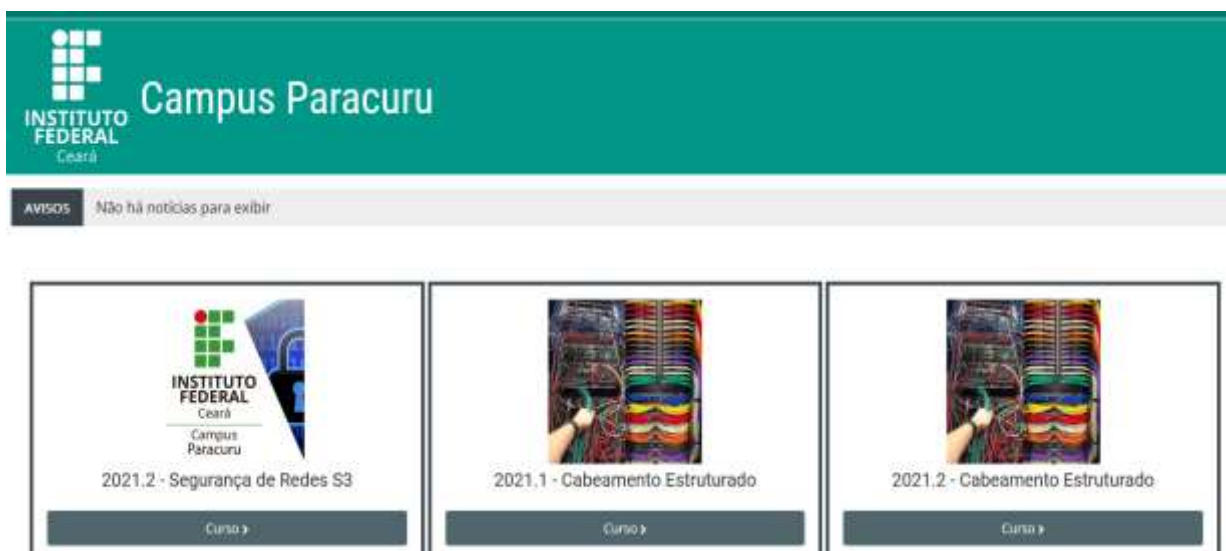 INSTITUTO
FEDERAL
Ceará
Campus Paracuru
AVISOS Não há notícias para exibir
INSTITUTO
FEDERAL
Ceará
Campus
Paracuru
2021.2 - Segurança de Redes S3
Curso >
2021.1 - Cabeamento Estruturado
Curso >
2021.2 - Cabeamento Estruturado
Curso >